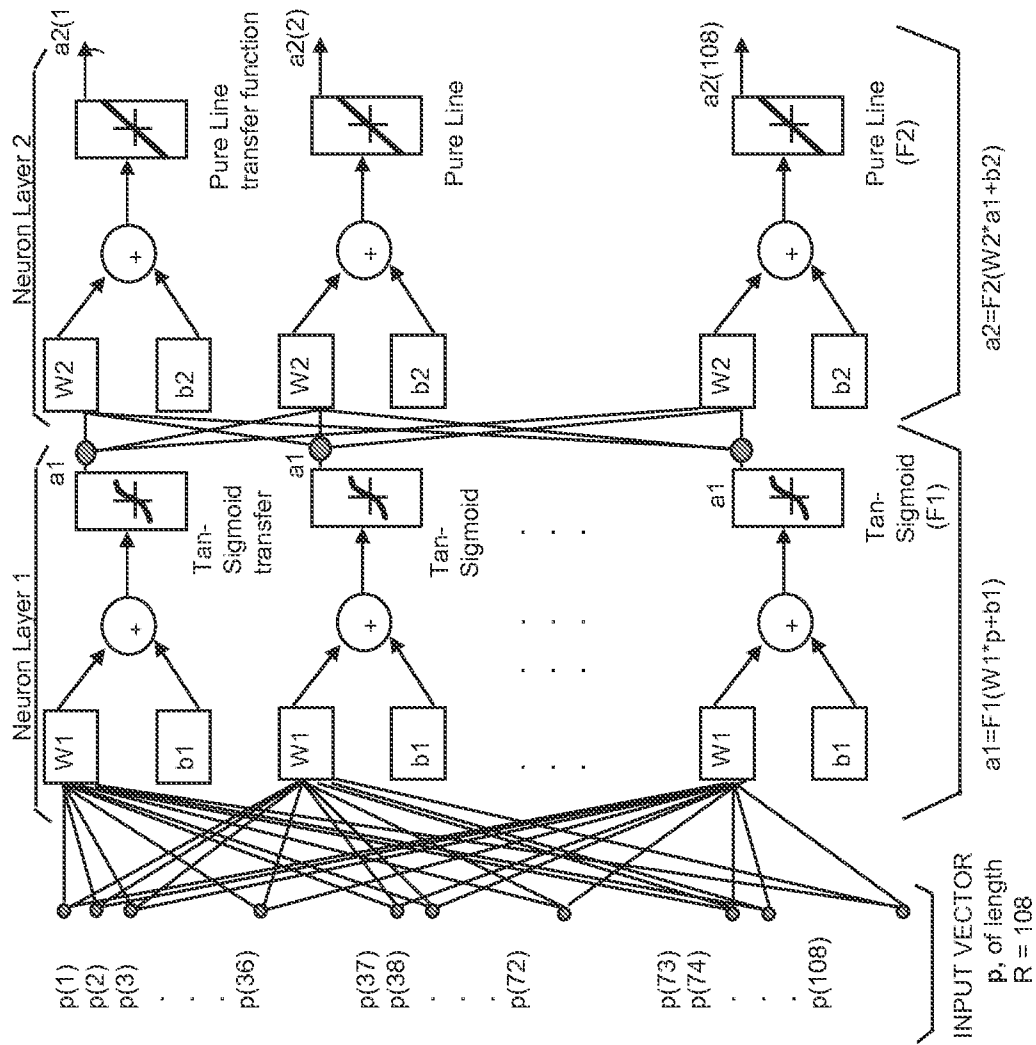 Neuron Layer 1
Neuron Layer 2
p(1)
p(2)
p(3)
. . .
p(36)
p(37)
p(38)
. . .
p(72)
p(73)
p(74)
. . .
p(108)
INPUT VECTOR
p, of length
R = 108
W1
b1
+
Tan-
Sigmoid
transfer
a1
W2
b2
+
Pure Line
transfer function
a2(1
)
W1
b1
+
Tan-
Sigmoid
a1
W2
b2
+
Pure Line
a2(2)
. . .
. . .
. . .
. . .
W1
b1
+
Tan-
Sigmoid
(F1)
a1
W2
b2
+
Pure Line
(F2)
a2(108)
a1=F1(W1*p+b1)
a2=F2(W2*a1+b2)